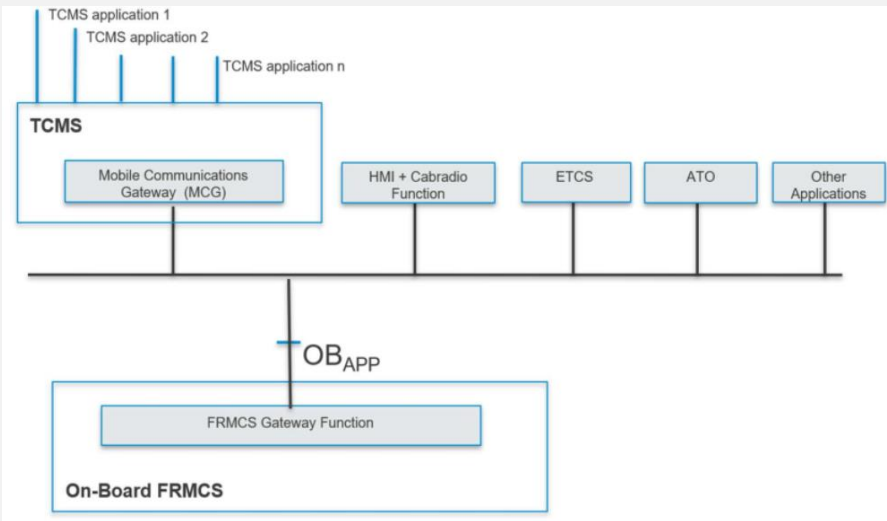 TCMS application 1
TCMS application 2
TCMS application n
TCMS
Mobile Communications
Gateway (MCG)
HMI + Cabradio
Function
ETCS
ATO
Other
Applications
OBAPP
FRMCS Gateway Function
On-Board FRMCS